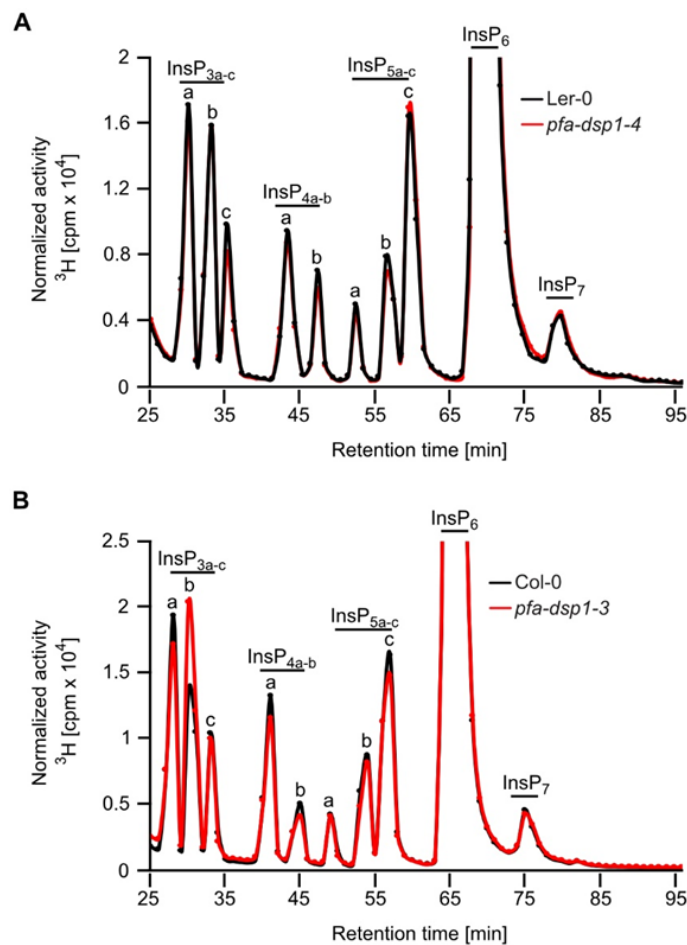 A
InsP3a-c
InsP5a-c
InsP6
a
b
c
InsP4a-b
a
b
a
b
c
InsP7
Ler-0
pfa-dsp1-4
Normalized activity
³H [cpm x 10⁴]
2
1.6
1.2
0.8
0.4
0
25 35 45 55 65 75 85 95
Retention time [min]
B
InsP3a-c
InsP4a-b
InsP5a-c
InsP6
a
b
c
a
b
a
b
c
InsP7
Col-0
pfa-dsp1-3
Normalized activity
³H [cpm x 10⁴]
2.5
2
1.5
1
0.5
0
25 35 45 55 65 75 85 95
Retention time [min]